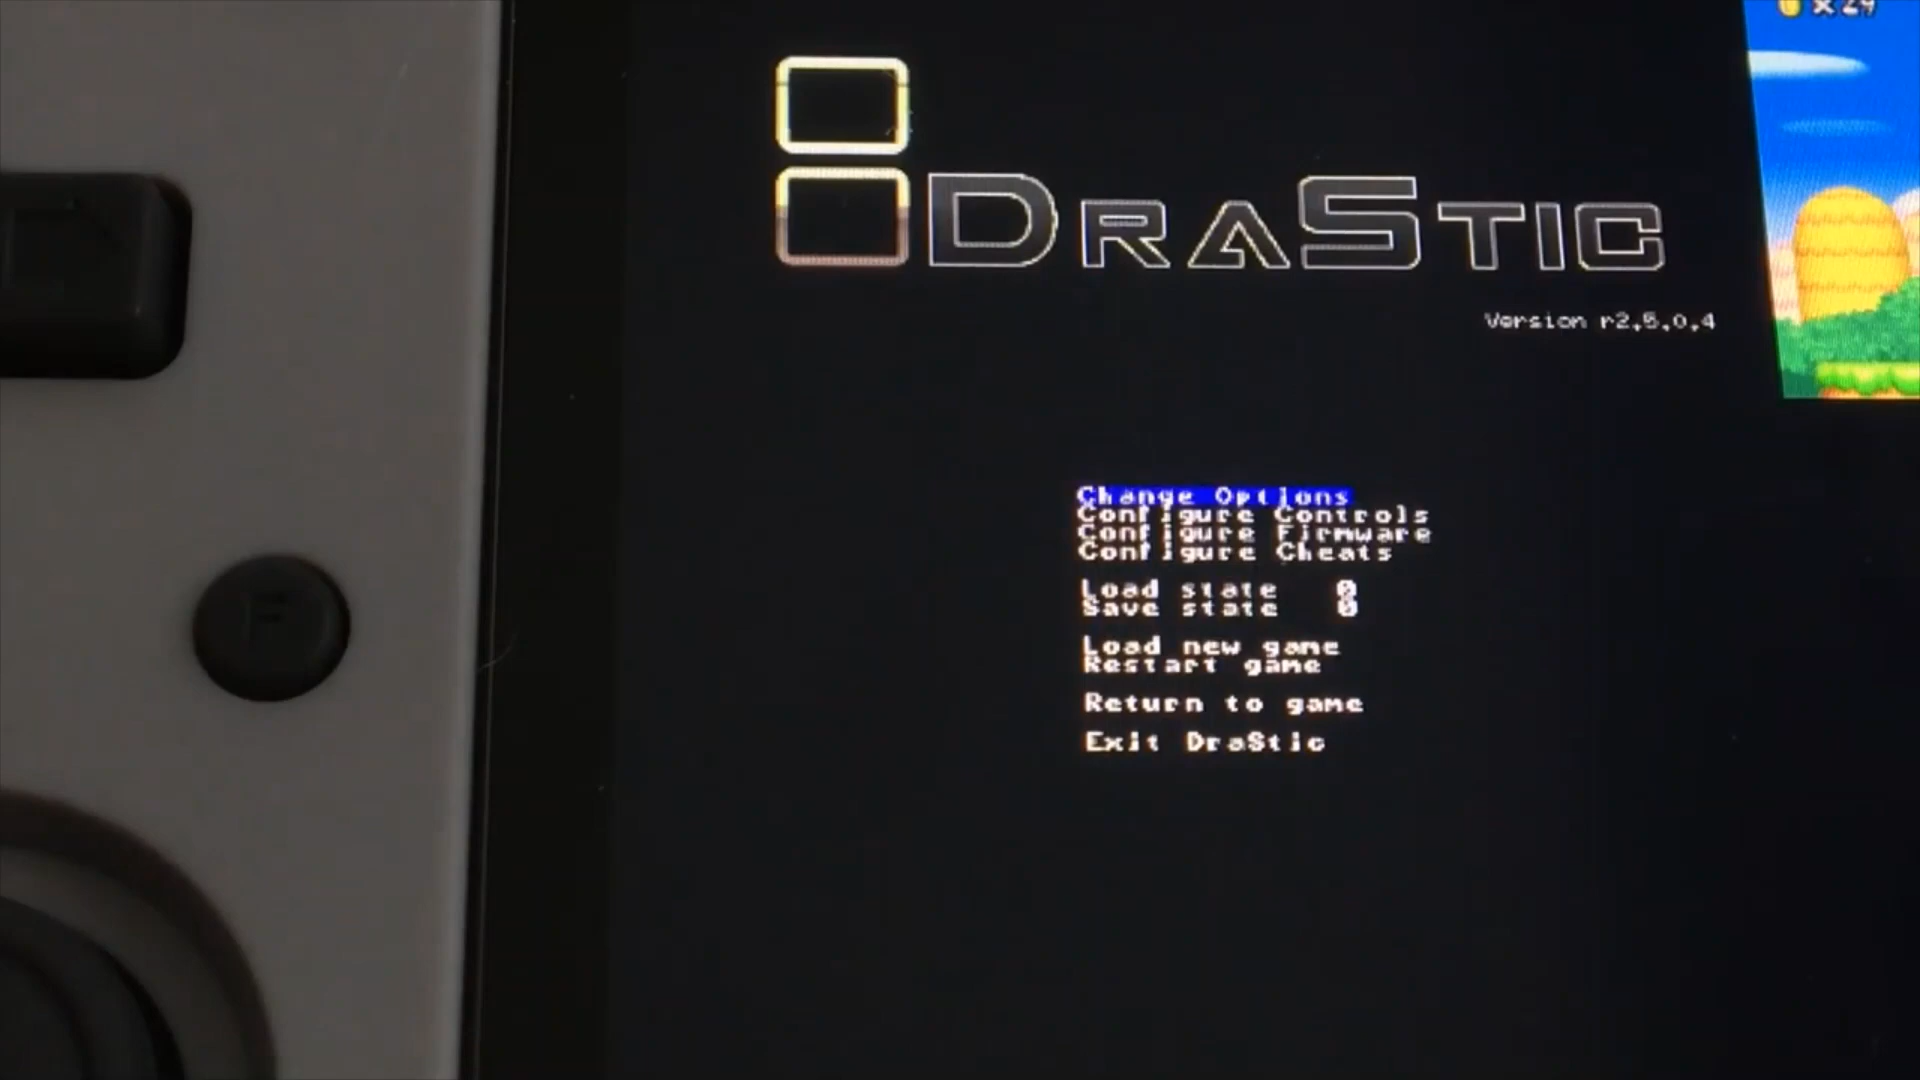 x 29
DRASTIC
Version r2.5.0.4
Change Options
Configure Controls
Configure Firmware
Configure Cheats
Load state 0
Save state 0
Load new game
Restart game
Return to game
Exit DraStic
F